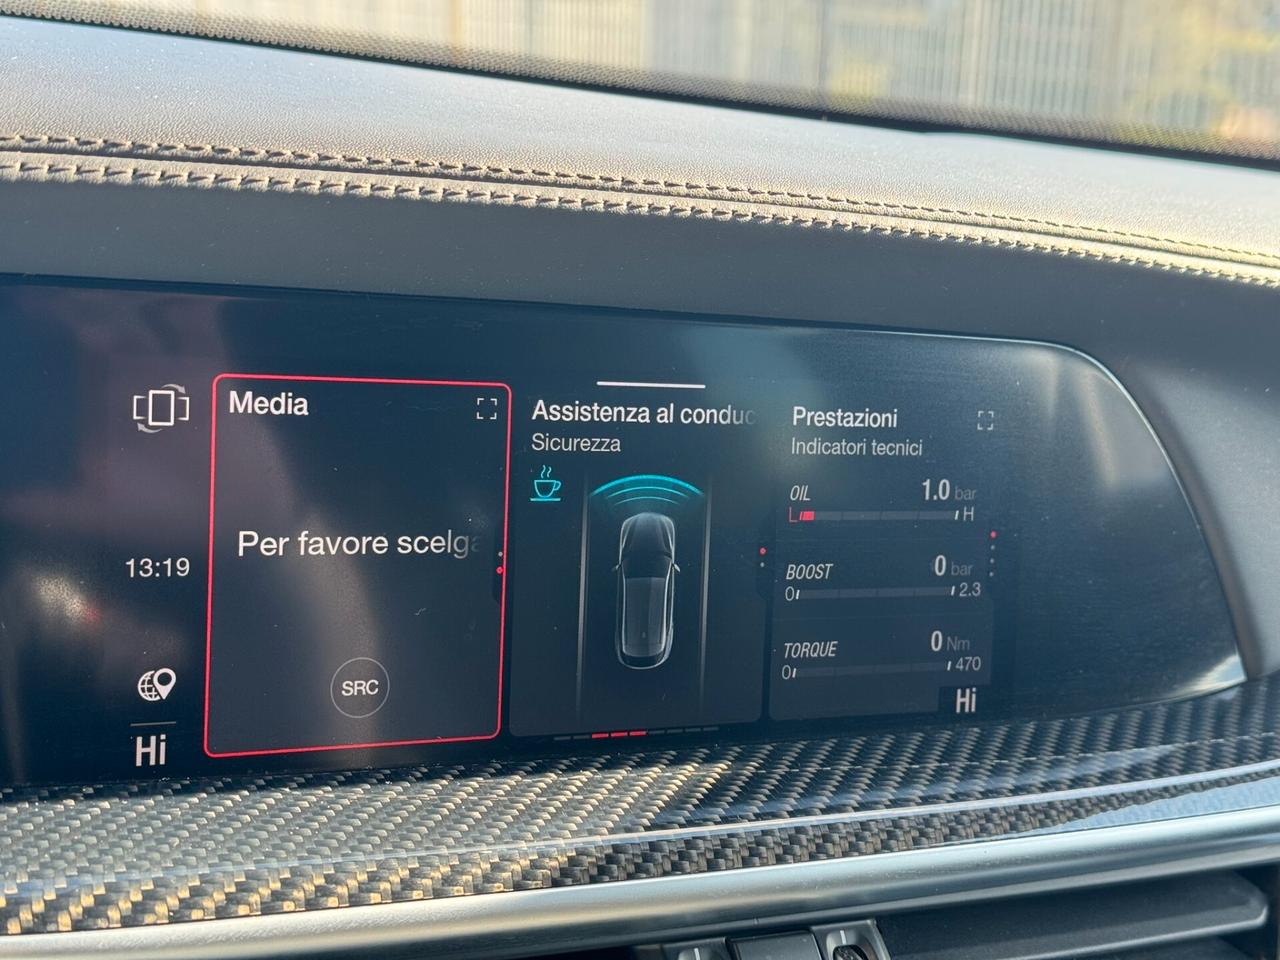 Media
Per favore scelg
SRC
13:19
Hi
Assistenza al conduc
Sicurezza
Prestazioni
Indicatori tecnici
OIL 1.0 bar
L H
BOOST 0 bar
0 2.3
TORQUE 0 Nm
0 470
Hi